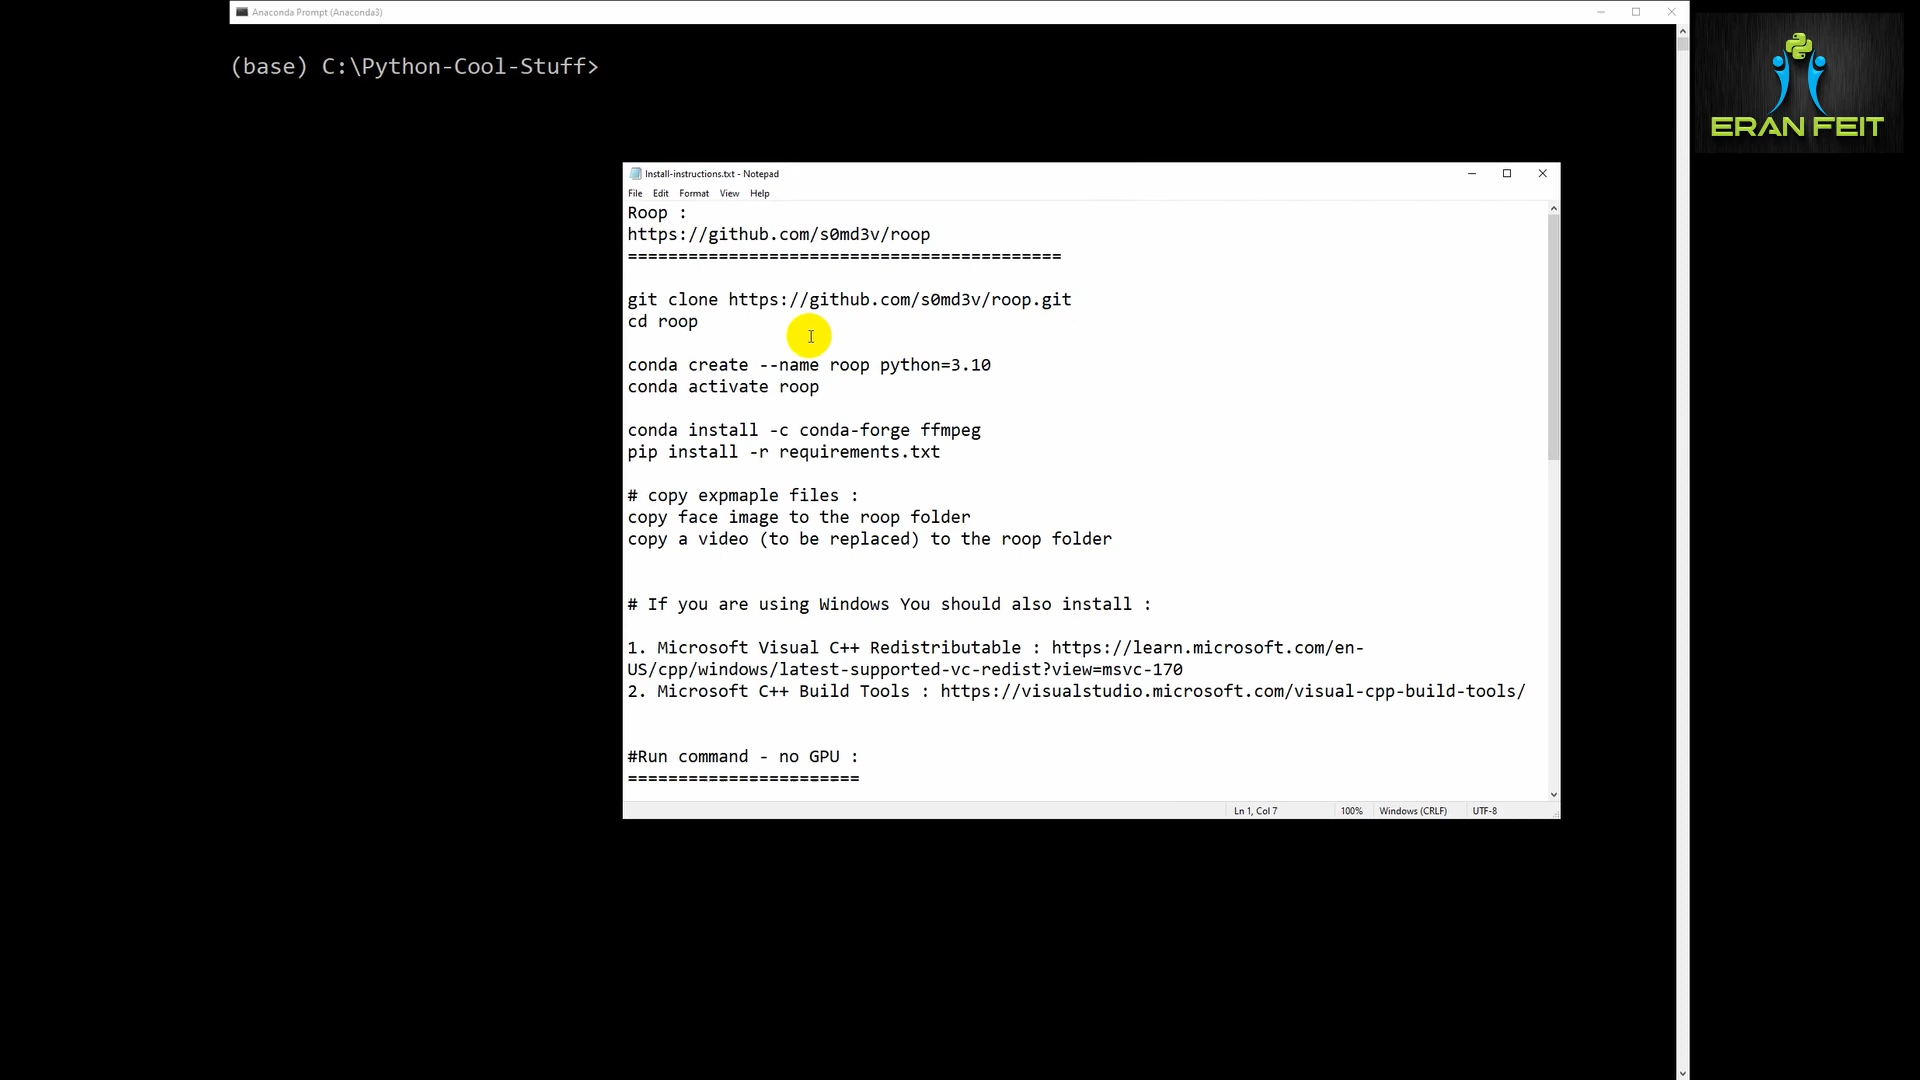 Anaconda Prompt (Anaconda3)
(base) C:\Python-Cool-Stuff>
ERAN FEIT
Install-instructions.txt - Notepad
File Edit Format View Help
Roop :
https://github.com/s0md3v/roop
===========================================
git clone https://github.com/s0md3v/roop.git
cd roop
conda create --name roop python=3.10
conda activate roop
conda install -c conda-forge ffmpeg
pip install -r requirements.txt
# copy expmaple files :
copy face image to the roop folder
copy a video (to be replaced) to the roop folder
# If you are using Windows You should also install :
1. Microsoft Visual C++ Redistributable : https://learn.microsoft.com/en-
US/cpp/windows/latest-supported-vc-redist?view=msvc-170
2. Microsoft C++ Build Tools : https://visualstudio.microsoft.com/visual-cpp-build-tools/
#Run command - no GPU :
=======================
Ln 1, Col 7 100% Windows (CRLF) UTF-8